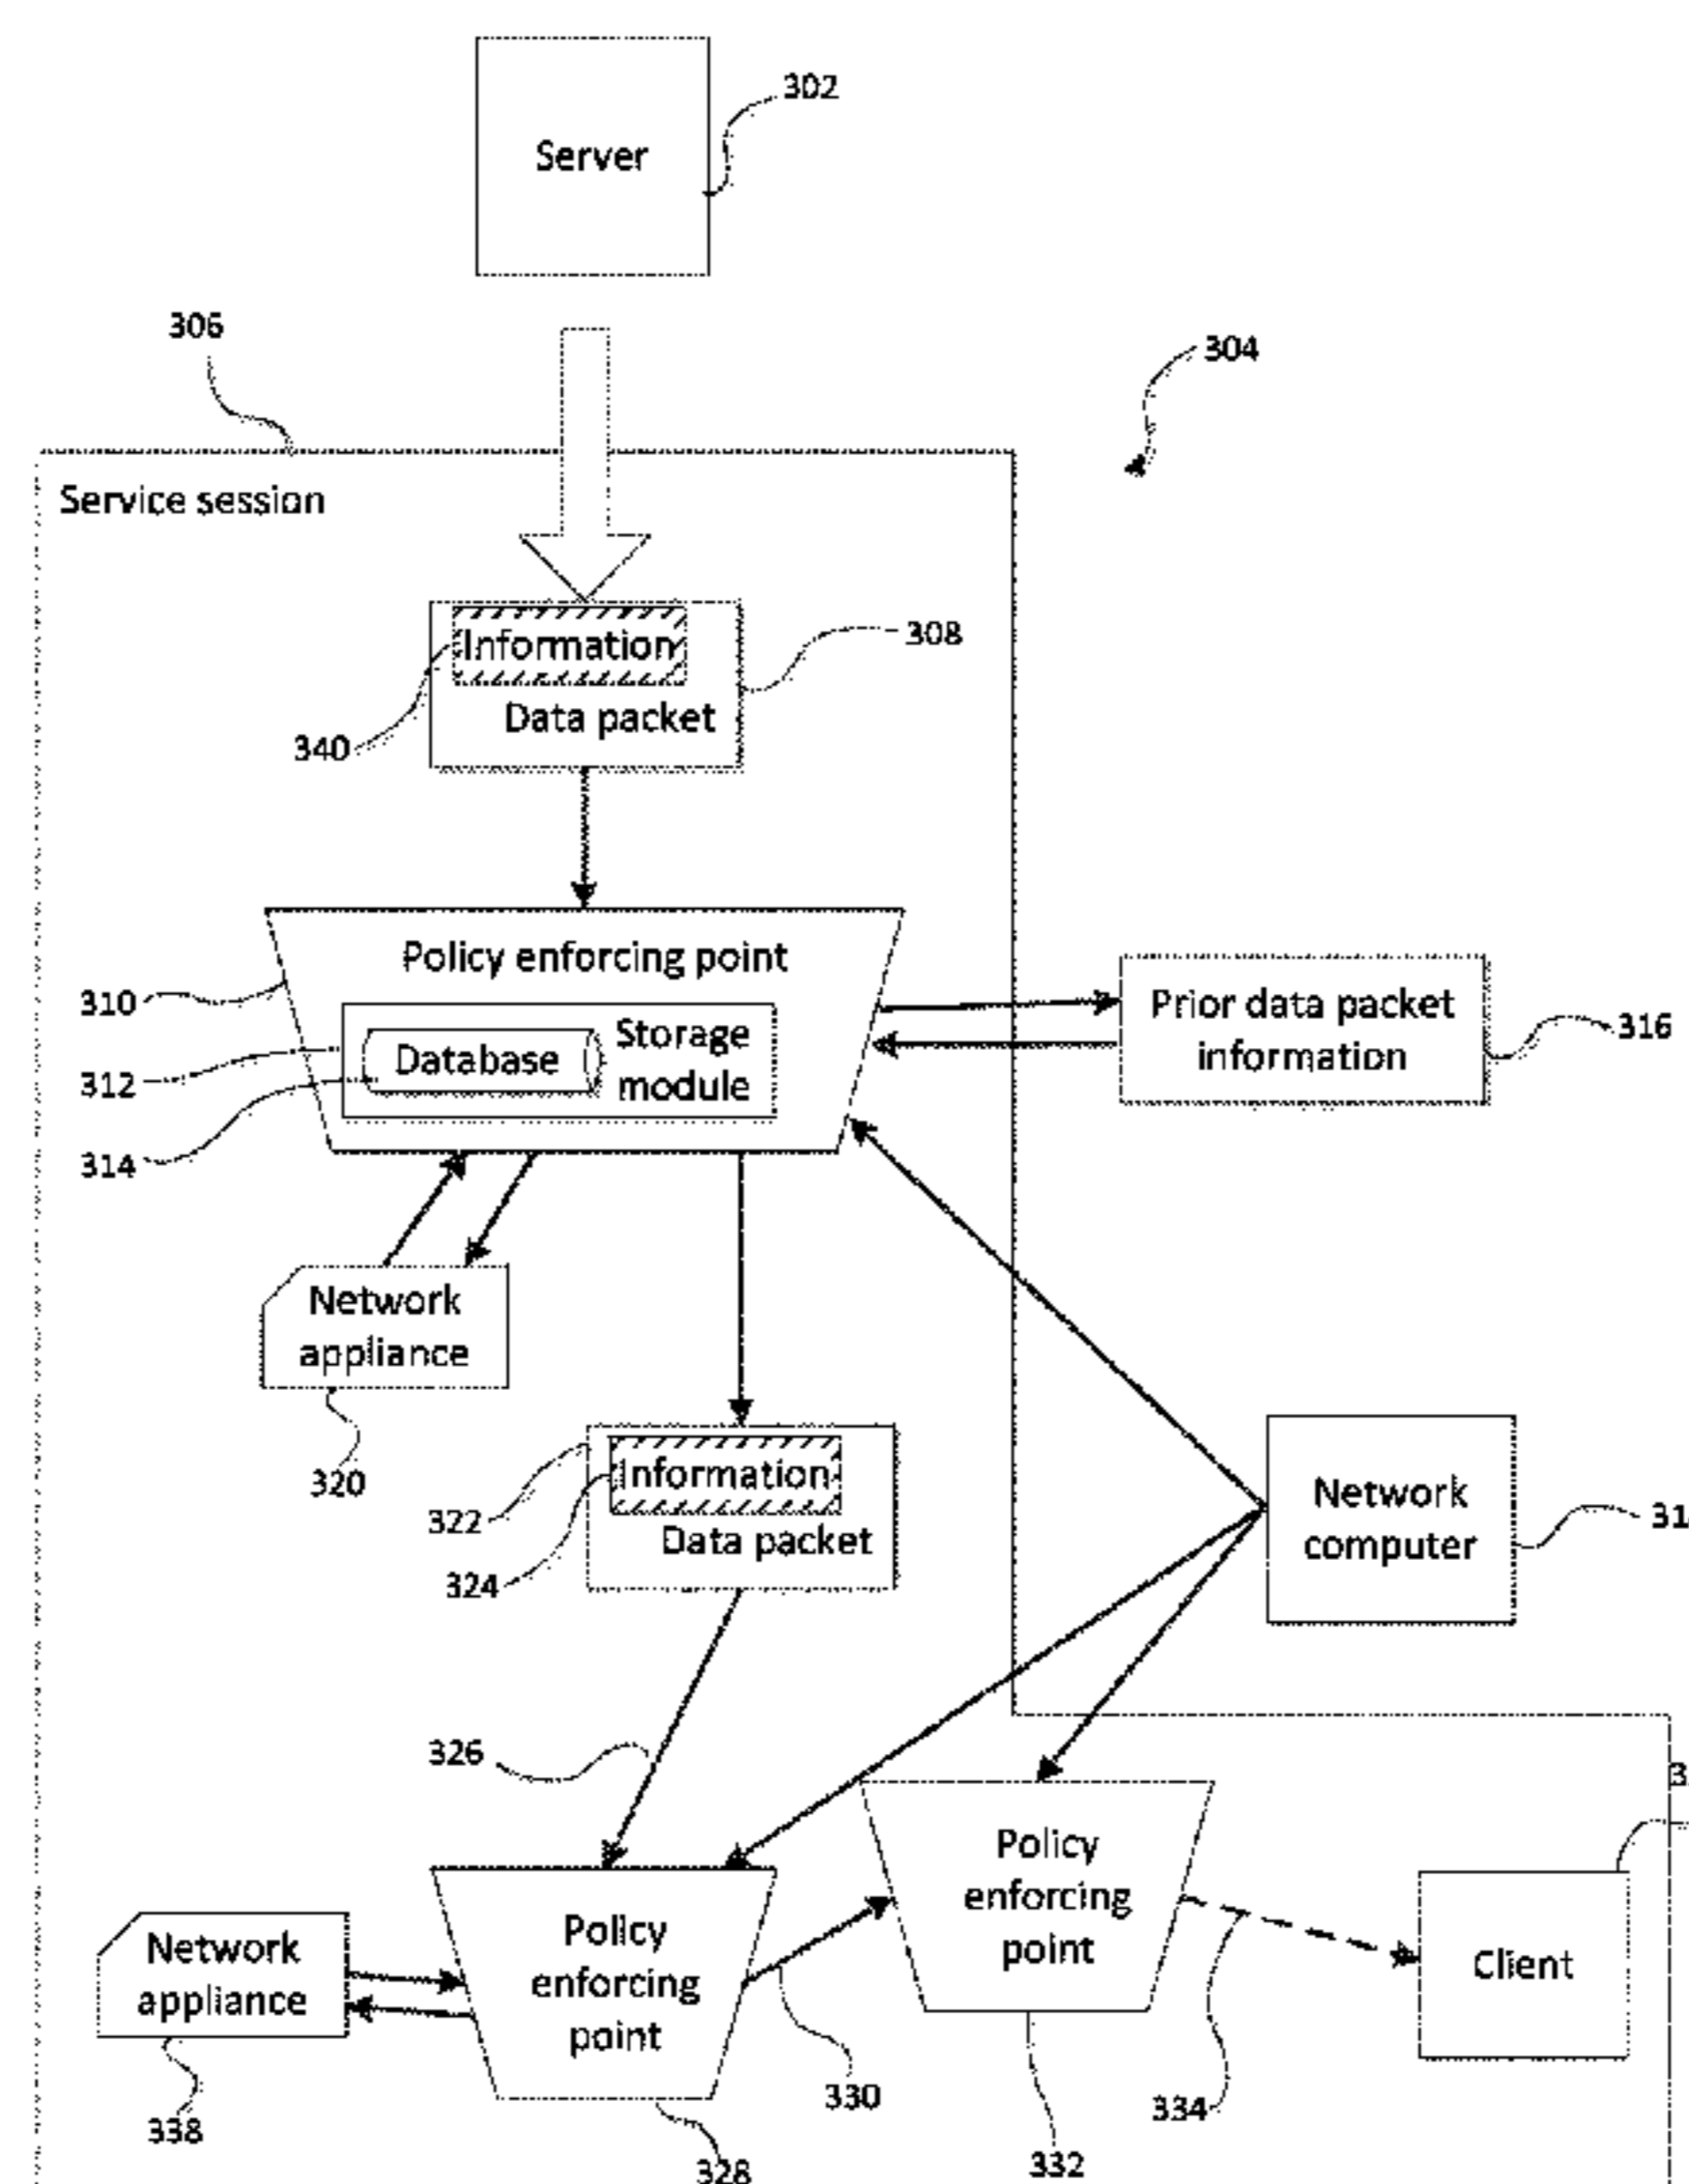 302
Server
306
304
Service session
Information
308
Data packet
340
Policy enforcing point
310
Prior data packet
information
316
Database
Storage
module
312
314
Network
appliance
320
Information
322
Data packet
324
Network
computer
326
Policy
enforcing
point
Policy
enforcing
point
Client
Network
appliance
330
334
338
332
328